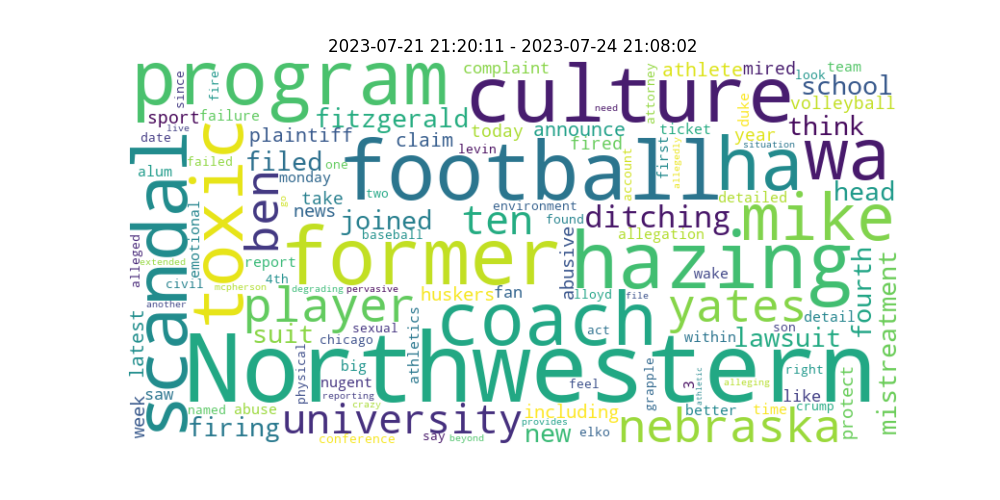 2023-07-21 21:20:11 - 2023-07-24 21:08:02
program
since
fire
complaint
culture
need
attorney
athlete
mired
look
team
school
volleyball
duke
sport
failure
live
date
fitzgerald
plaintiff
claim
today
levin
announce
fired
ticket
year
think
first
allegedly
situation
scandal
alum
failed
toxic
filed
one
monday
ben
go
take
news
football
two
joined
baseball
ten
environment
found
ditching
account
ha
wa
detailed
head
mike
allegation
former
hazing
abusive
wake
fourth
mistreatment
emotional
alleged
extended
civil
another
mcpherson
report
4th
degrading
pervasive
player
huskers
fan
lloyd
file
yates
detail
son
within
lawsuit
latest
suit
sexual
chicago
athletics
coach
act
Northwestern
physical
big
nugent
reporting
crazy
feel
grapple
3
athletic
alleging
right
like
crump
protect
week
saw
named
abuse
firing
university
conference
say
beyond
including
provides
new
elko
nebraska
better
time